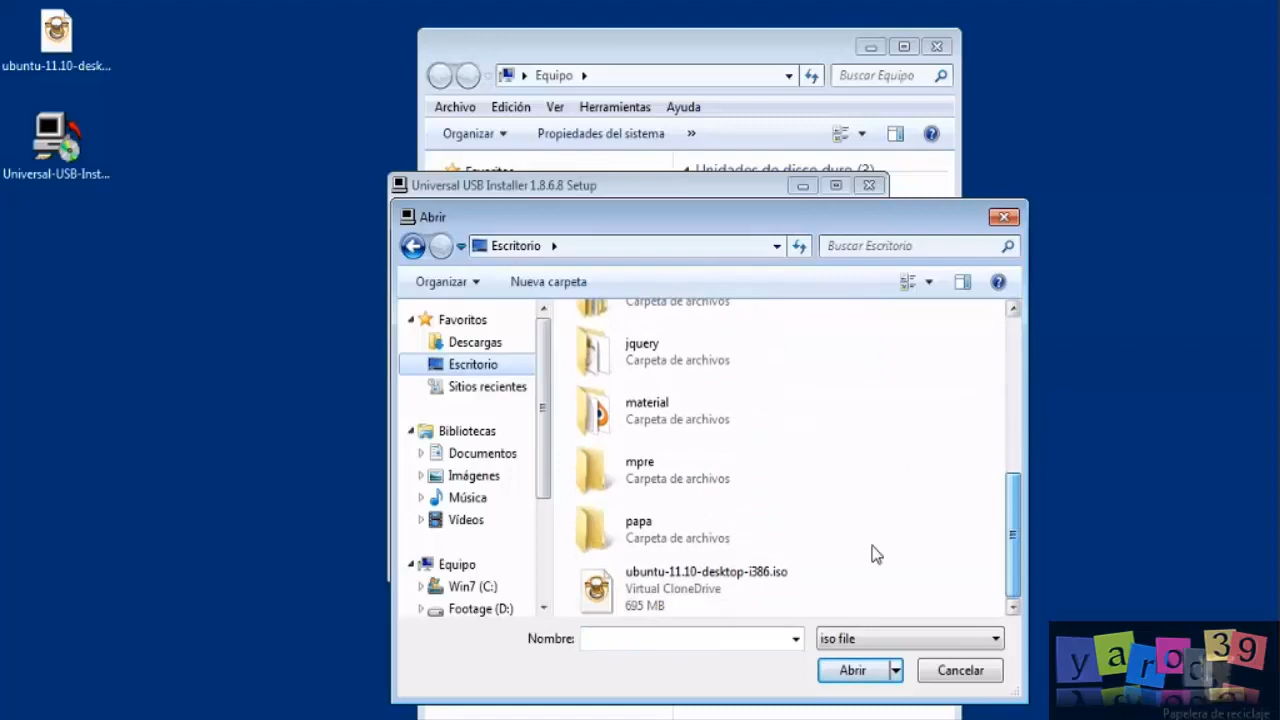 ubuntu-11.10-desk...
Universal-USB-Inst...
Equipo
Buscar Equipo
Archivo Edición Ver Herramientas Ayuda
Organizar Propiedades del sistema »
Favoritos
Unidades de disco duro (3)
Universal USB Installer 1.8.6.8 Setup
Abrir
Escritorio
Buscar Escritorio
Organizar Nueva carpeta
Favoritos
Descargas
Escritorio
Sitios recientes
Bibliotecas
Documentos
Imágenes
Música
Vídeos
Equipo
Win7 (C:)
Footage (D:)
Carpeta de archivos
jquery
Carpeta de archivos
material
Carpeta de archivos
mpre
Carpeta de archivos
papa
Carpeta de archivos
ubuntu-11.10-desktop-i386.iso
Virtual CloneDrive
695 MB
Nombre:
iso file
Abrir
Cancelar
yarod39
Papelera de reciclaje